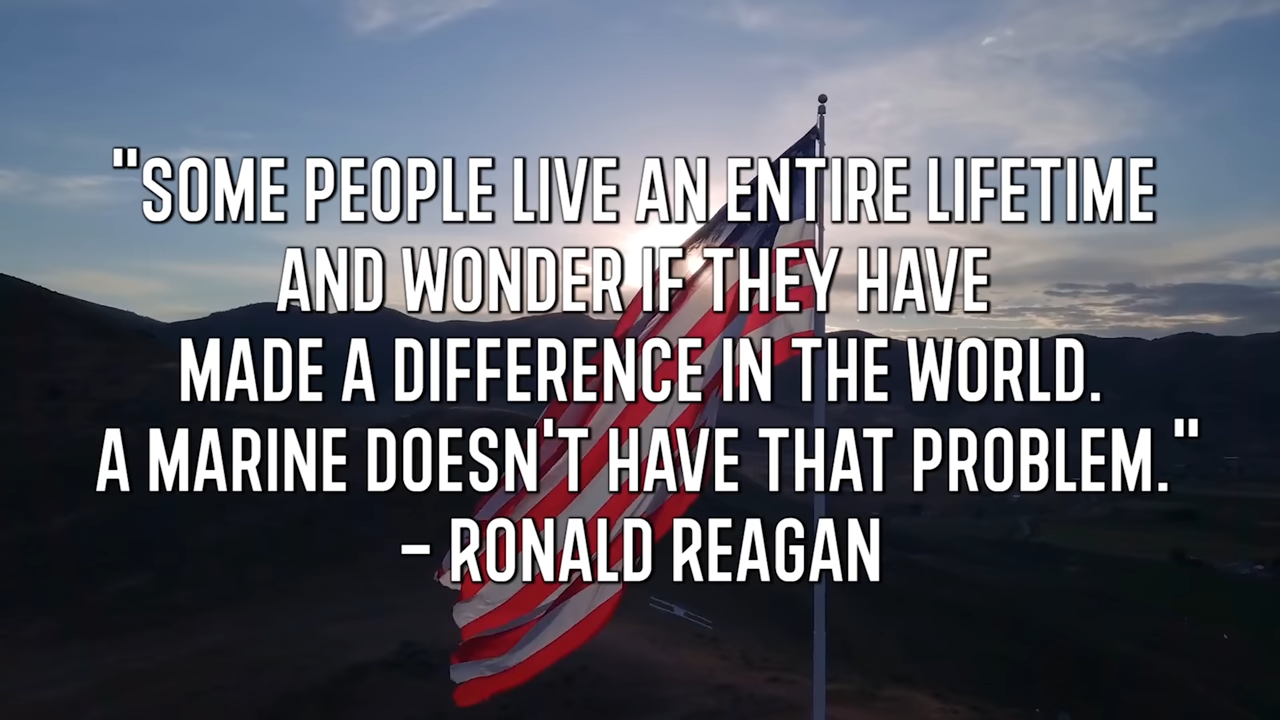 "SOME PEOPLE LIVE AN ENTIRE LIFETIME
AND WONDER IF THEY HAVE
MADE A DIFFERENCE IN THE WORLD.
A MARINE DOESN'T HAVE THAT PROBLEM."
– RONALD REAGAN